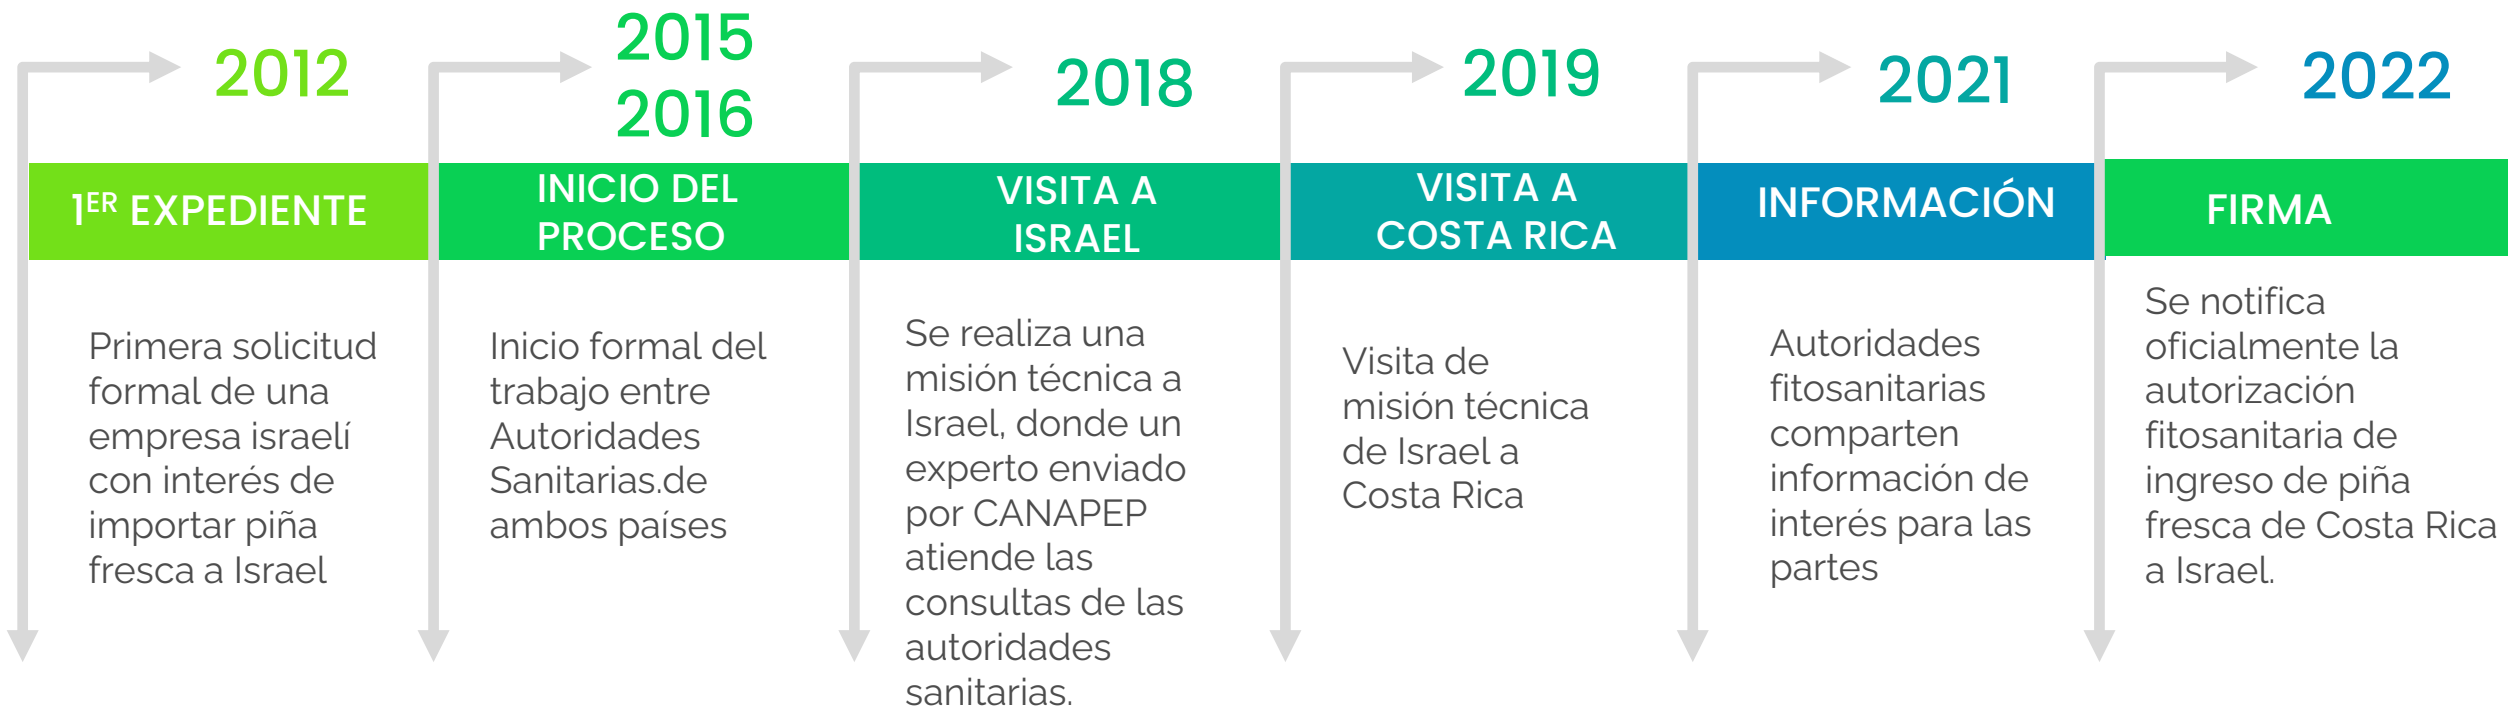 2012
1ER EXPEDIENTE
Primera solicitud
formal de una
empresa israelí
con interés de
importar piña
fresca a Israel
2015
2016
INICIO DEL
PROCESO
Inicio formal del
trabajo entre
Autoridades
Sanitarias.de
ambos países
2018
VISITA A
ISRAEL
Se realiza una
misión técnica a
Israel, donde un
experto enviado
por CANAPEP
atiende las
consultas de las
autoridades
sanitarias.
2019
VISITA A
COSTA RICA
Visita de
misión técnica
de Israel a
Costa Rica
2021
INFORMACIÓN
Autoridades
fitosanitarias
comparten
información de
interés para las
partes
2022
FIRMA
Se notifica
oficialmente la
autorización
fitosanitaria de
ingreso de piña
fresca de Costa Rica
a Israel.